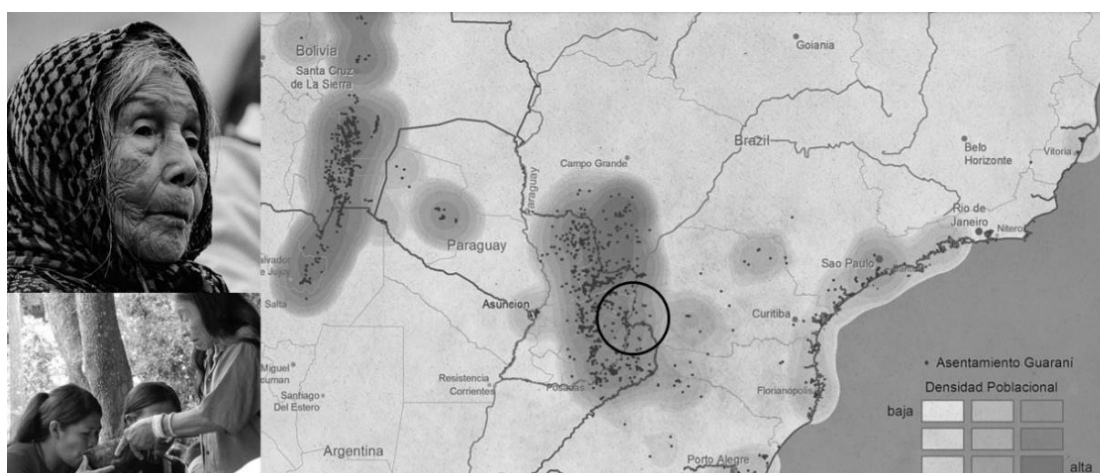 Bolivia
Santa Cruz
de La Sierra
Goiania
Brazil
Campo Grande
Belo
Horizonte
Vitoria
Paraguay
Paraguay
Rio de
Janeiro
Niteroi
Salta
Sao Paulo
Asuncion
Curitiba
Miguel
Resistencia
Corrientes
Posadas
Florianopolis
Santiago
Del Estero
Argentina
Porto Alegre
Asentamiento Guaraní
Densidad Poblacional
baja
alta